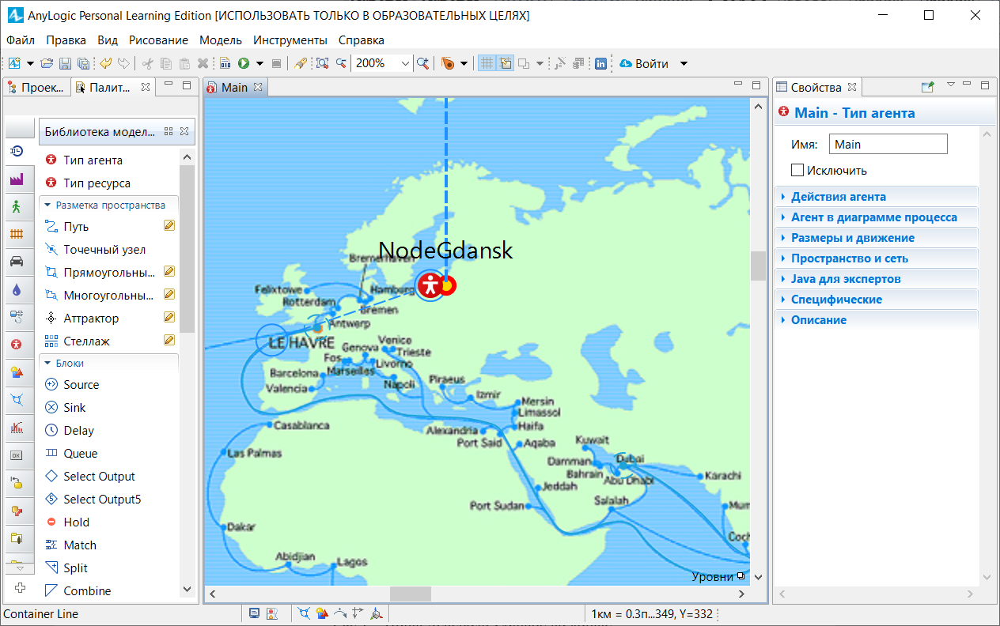 AnyLogic Personal Learning Edition [ИСПОЛЬЗОВАТЬ ТОЛЬКО В ОБРАЗОВАТЕЛЬНЫХ ЦЕЛЯХ]
Файл Правка Вид Рисование Модель Инструменты Справка
200% Войти
Проек... Палит...
Библиотека модел...
Тип агента
Тип ресурса
Разметка пространства
Путь
Точечный узел
Прямоугольны...
Многоугольны...
Аттрактор
Стеллаж
Блоки
Source
Sink
Delay
Queue
Select Output
Select Output5
Hold
Match
Split
Combine
Main
NodeGdansk
Bremerhaven
Felixtowe
Hamburg
Rotterdam
Bremen
Antwerp
LE HAVRE
Venice
Genova
Trieste
Fos
Livorno
Barcelona
Marseilles
Valencia
Napoli
Piraeus
Izmir
Mersin
Limassol
Casablanca
Haifa
Alexandria
Port Said
Aqaba
Kuwait
Las Palmas
Damman
Dubai
Bahrain
Abu Dhabi
Karachi
Jeddah
Port Sudan
Salalah
Mum
Dakar
Coch
Abidjian
Lagos
Уровни
Свойства
Main - Тип агента
Имя: Main
Исключить
Действия агента
Агент в диаграмме процесса
Размеры и движение
Пространство и сеть
Java для экспертов
Специфические
Описание
Container Line
1км = 0.3п...349, Y=332